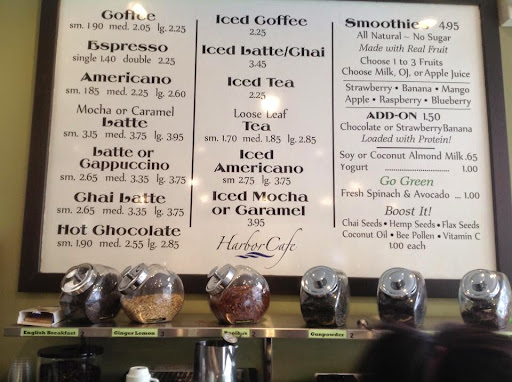 Coffee
sm. 1.90 med. 2.05 lg. 2.25
Espresso
single 1.40 double 2.25
Americano
sm. 1.85 med. 2.25 lg. 2.60
Mocha or Caramel
Latte
sm. 3.15 med. 3.75 lg. 3.95
Latte or
Cappuccino
sm. 2.65 med. 3.35 lg. 3.75
Chai Latte
sm. 2.65 med. 3.35 lg. 3.75
Hot Chocolate
sm. 1.90 med. 2.55 lg. 2.85
Iced Coffee
2.25
Iced Latte/Chai
3.45
Iced Tea
2.25
Loose Leaf
Tea
sm. 1.70 med. 1.85 lg. 2.85
Iced
Americano
sm 2.75 lg. 3.75
Iced Mocha
or Caramel
3.95
Harbor Cafe
Smoothies 4.95
All Natural ~ No Sugar
Made with Real Fruit
Choose 1 to 3 Fruits
Choose Milk, OJ, or Apple Juice
Strawberry • Banana • Mango
Apple • Raspberry • Blueberry
ADD-ON 1.50
Chocolate or Strawberry Banana
Loaded with Protein!
Soy or Coconut Almond Milk .65
Yogurt ........ 1.00
Go Green
Fresh Spinach & Avocado ... 1.00
Boost It!
Chai Seeds • Hemp Seeds • Flax Seeds
Coconut Oil • Bee Pollen • Vitamin C
1.00 each
English Breakfast
Ginger Lemon
Rooibos
Gunpowder